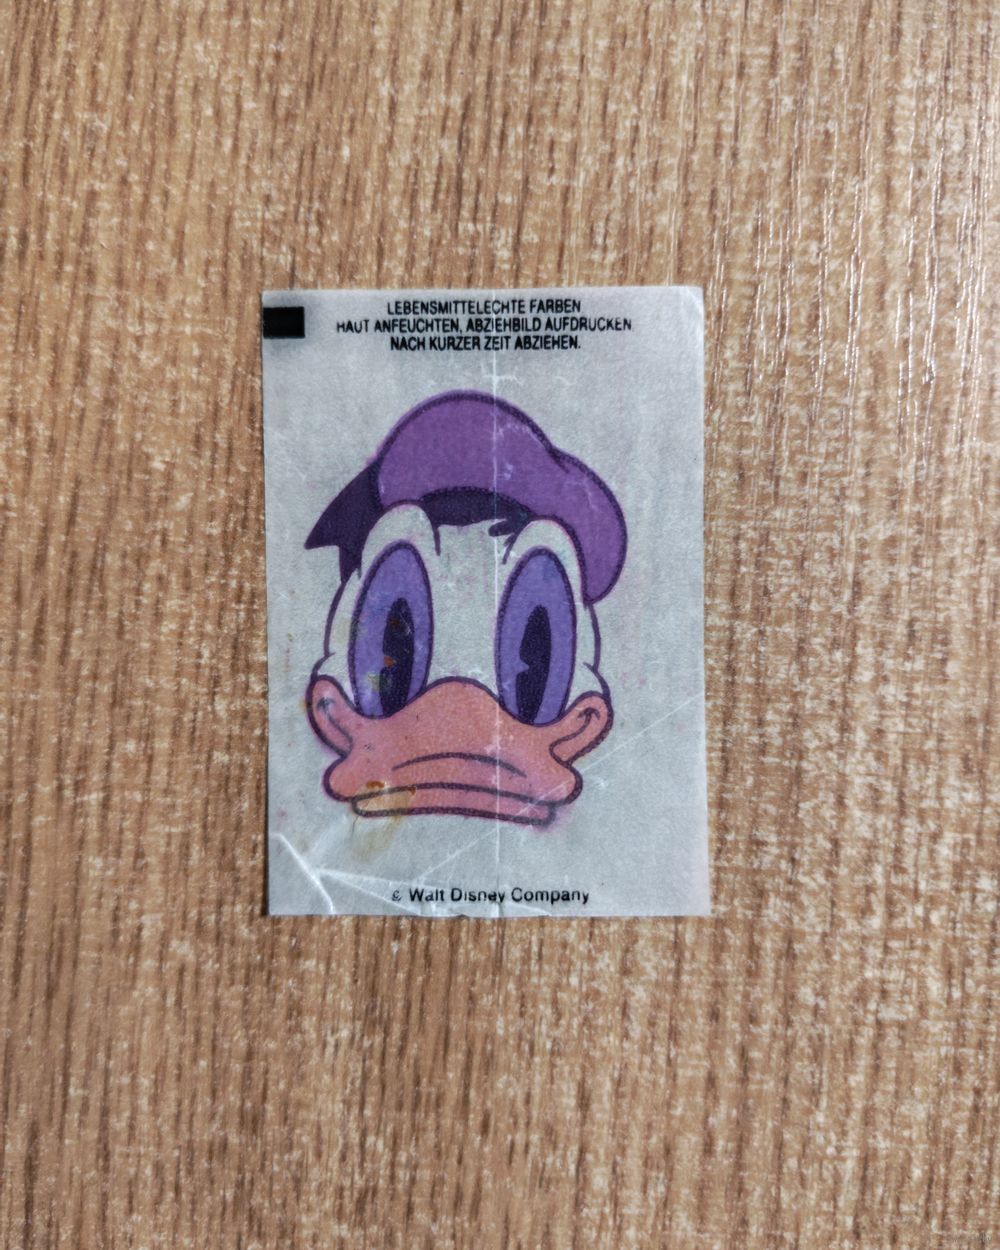 LEBENSMITTELECHTE FARBEN
HAUT ANFEUCHTEN, ABZIEHBILD AUFDRUCKEN
NACH KURZER ZEIT ABZIEHEN.
© Walt Disney Company